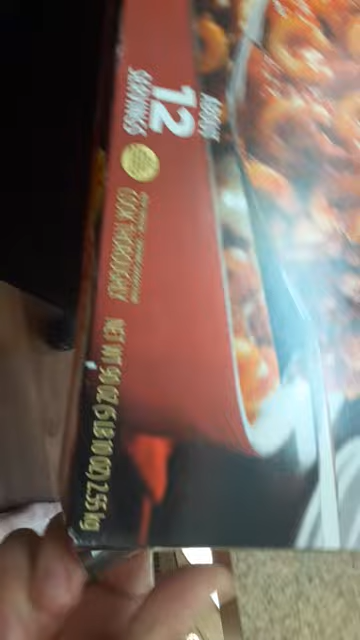 ABOUT
12
SERVINGS
COOK THOROUGHLY
NET WT 90 OZ (5 LB 10 OZ) 2.55 kg